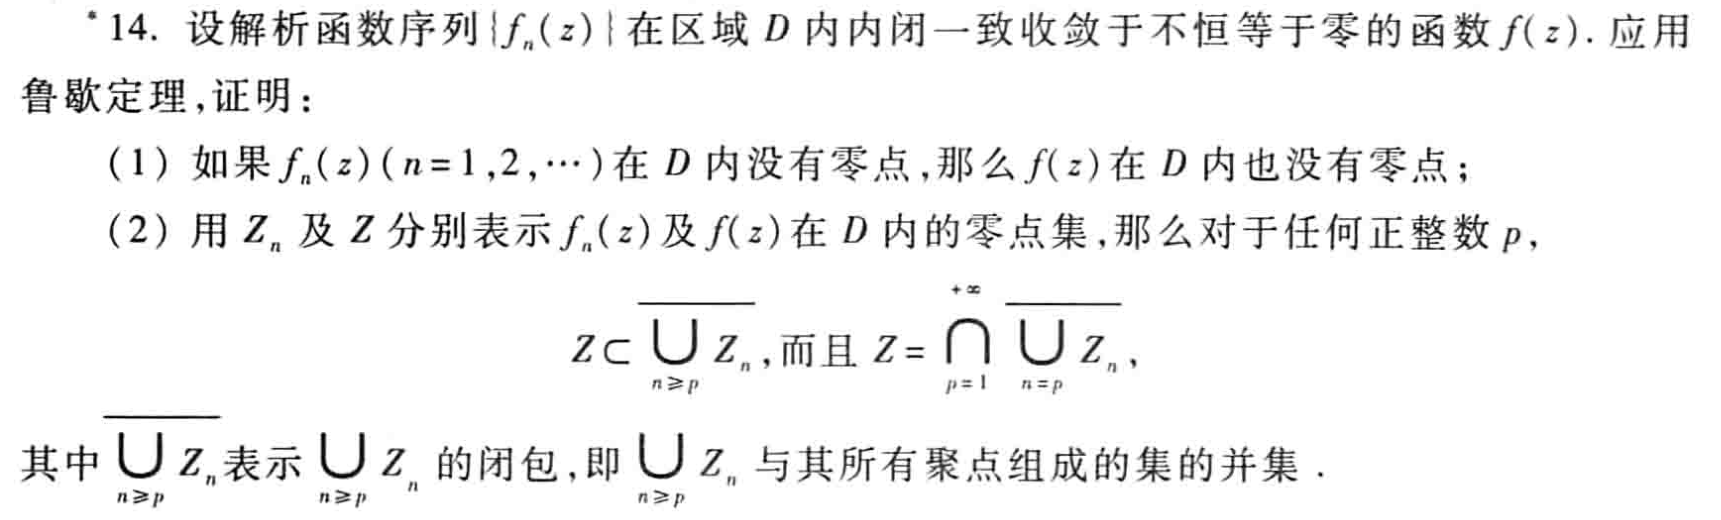 *14. 设解析函数序列{fₙ(z)}在区域 D 内内闭一致收敛于不恒等于零的函数 f(z). 应用
鲁歇定理,证明:
(1) 如果 fₙ(z)(n=1,2,⋯)在 D 内没有零点,那么 f(z)在 D 内也没有零点;
(2) 用 Zₙ 及 Z 分别表示 fₙ(z)及 f(z)在 D 内的零点集,那么对于任何正整数 p,
$Z\subset\overline{\bigcup_{n\geqslant p}Z_n}$,而且 $Z=\bigcap_{p=1}^{+\infty}\overline{\bigcup_{n=p}Z_n}$,
其中$\overline{\bigcup_{n\geqslant p}Z_n}$表示$\bigcup_{n\geqslant p}Z_n$的闭包,即$\bigcup_{n\geqslant p}Z_n$与其所有聚点组成的集的并集.